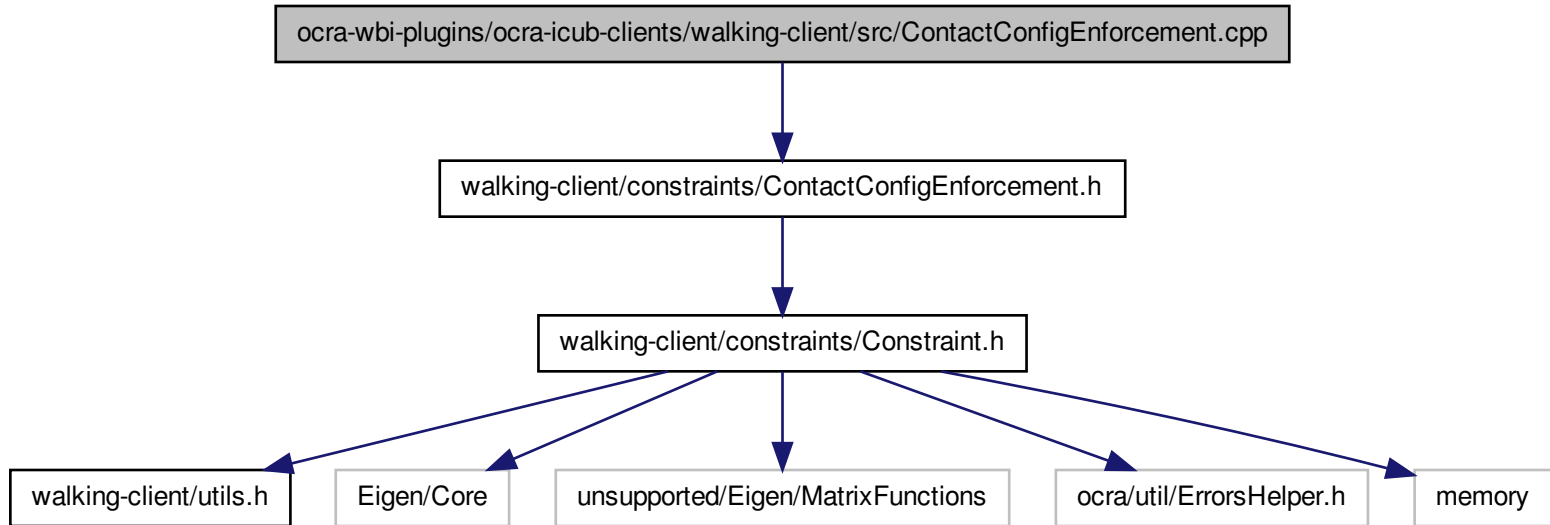 ocra-wbi-plugins/ocra-icub-clients/walking-client/src/ContactConfigEnforcement.cpp
walking-client/constraints/ContactConfigEnforcement.h
walking-client/constraints/Constraint.h
walking-client/utils.h
Eigen/Core
unsupported/Eigen/MatrixFunctions
ocra/util/ErrorsHelper.h
memory